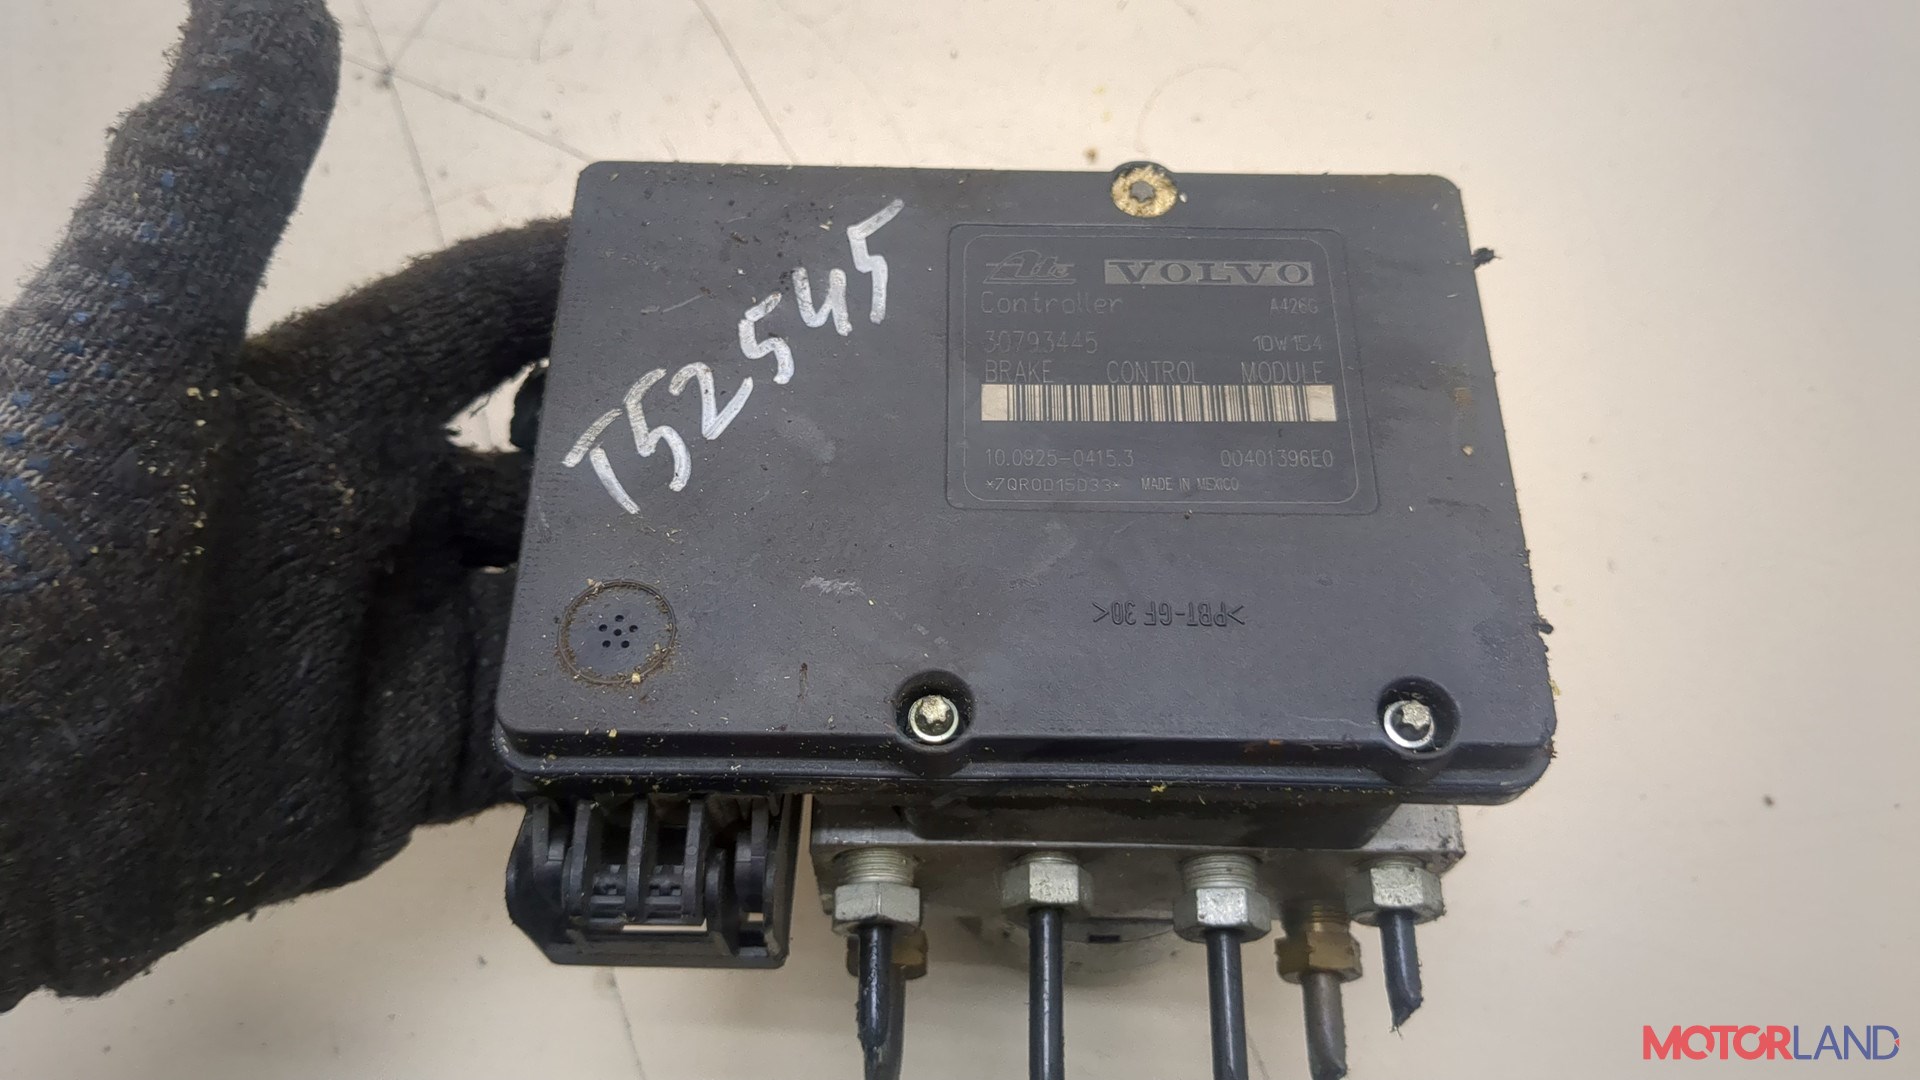 T52545
Ate VOLVO
Controller A426G
30793445 10W154
BRAKE CONTROL MODULE
10.0925-0415.3 00401396E0
*7QR0D15D33* MADE IN MEXICO
>PBT-GF 30<
MOTORLAND